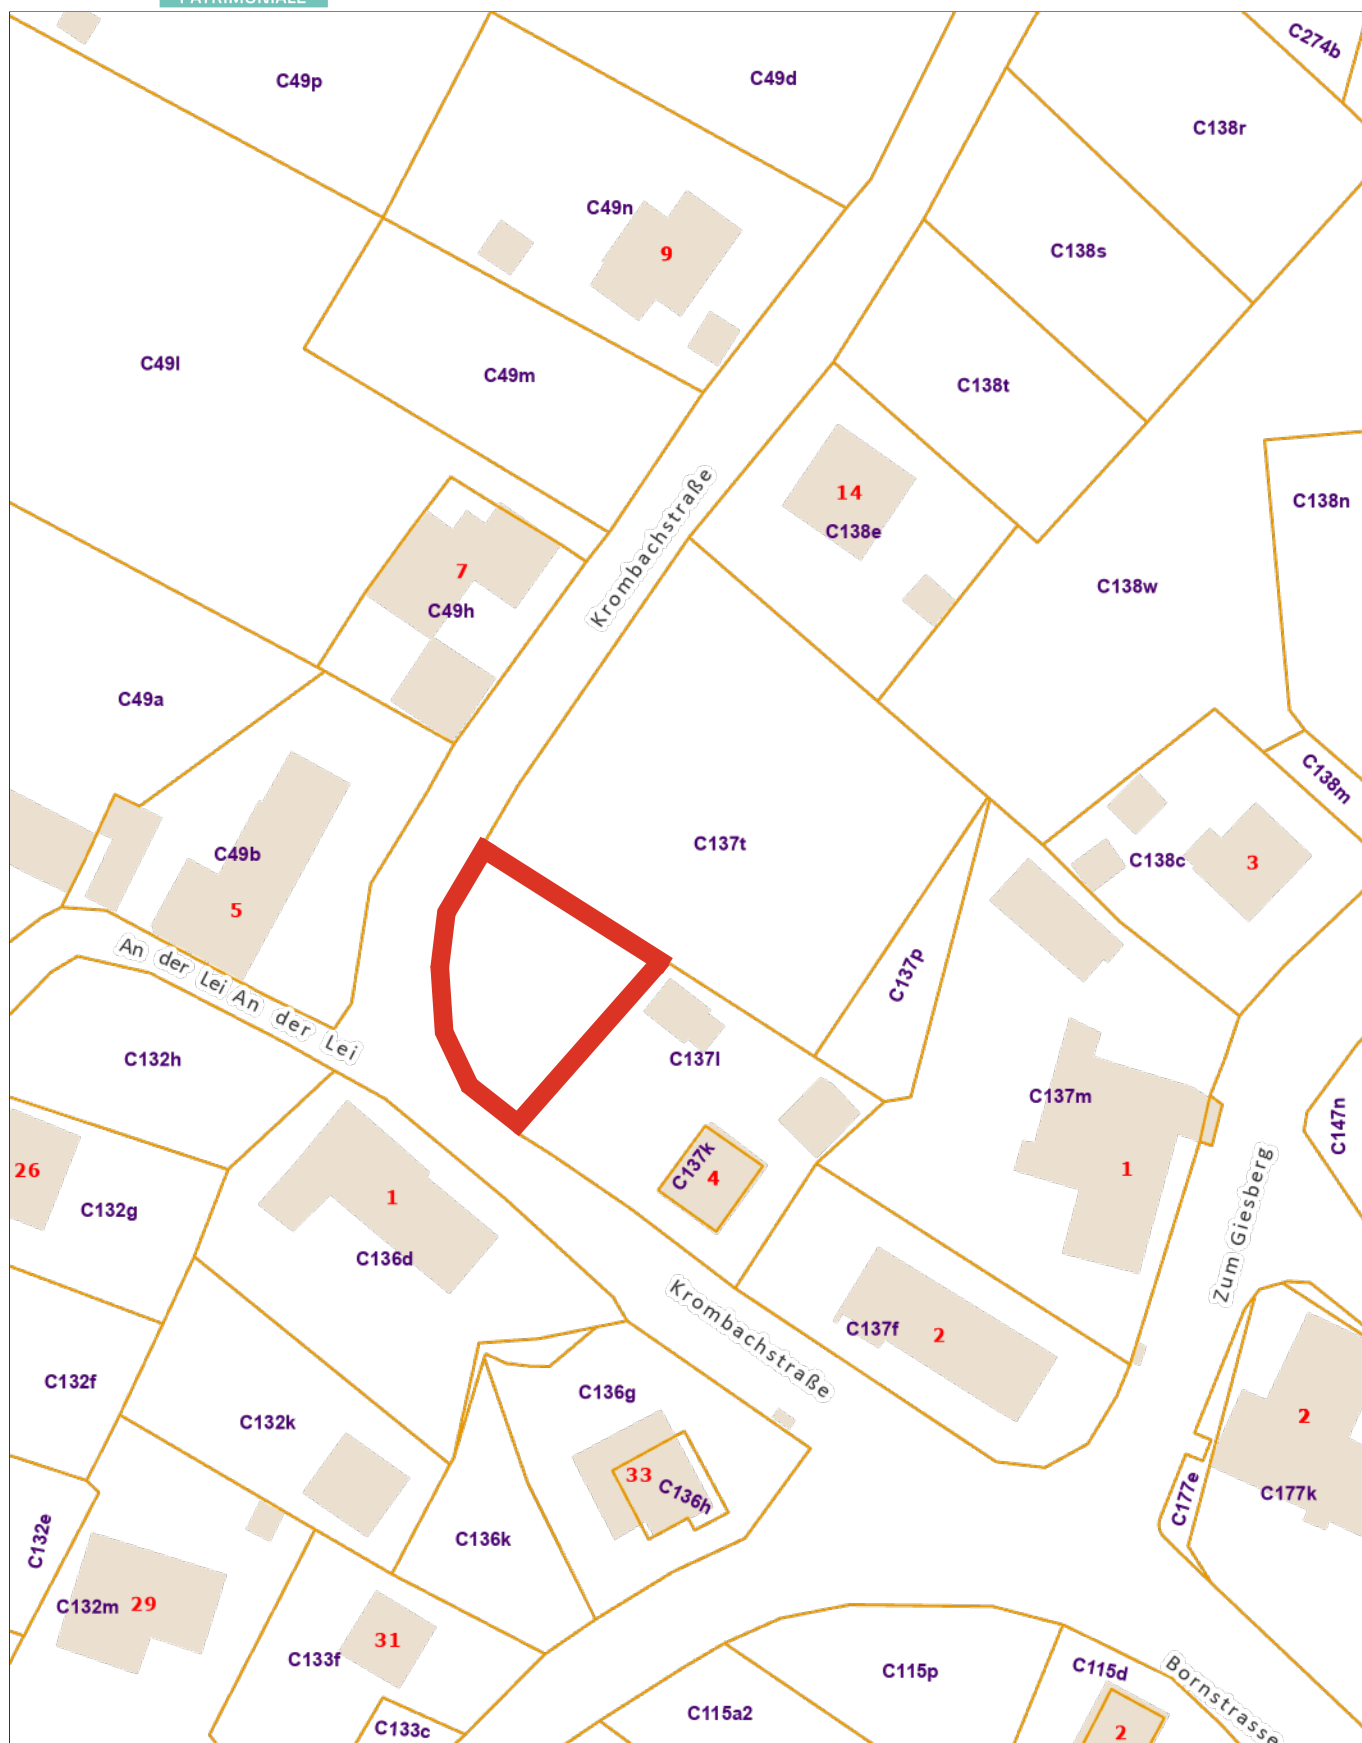 PATRIMONIALE
C274b
C49p
C49d
C138r
C49n
9
C138s
C49l
C49m
C138t
Krombachstraße
14
C138e
C138n
7
C49h
C138w
C49a
C138m
C49b
5
C137t
C138c
3
An der Lei
An der Lei
C137p
C132h
C137l
C137m
C147n
C137k
4
1
26
C132g
1
C136d
Zum Giesberg
Krombachstraße
C137f
2
C132f
C132k
C136g
2
33
C136h
C177e
C177k
C132e
C136k
C132m
29
31
C133f
C115p
C115d
Bornstrasse
C133c
C115a2
2